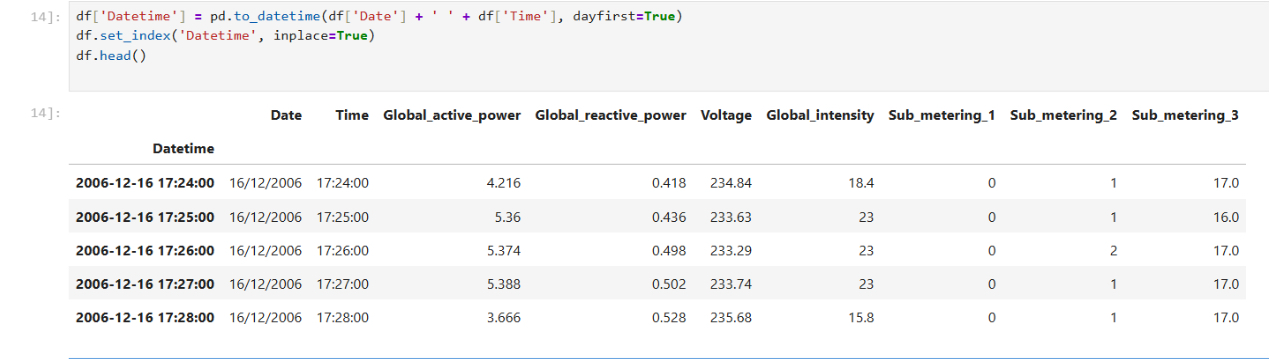 14]: df['Datetime'] = pd.to_datetime(df['Date'] + ' ' + df['Time'], dayfirst=True)
df.set_index('Datetime', inplace=True)
df.head()
14]: Date Time Global_active_power Global_reactive_power Voltage Global_intensity Sub_metering_1 Sub_metering_2 Sub_metering_3
Datetime
2006-12-16 17:24:00 16/12/2006 17:24:00 4.216 0.418 234.84 18.4 0 1 17.0
2006-12-16 17:25:00 16/12/2006 17:25:00 5.36 0.436 233.63 23 0 1 16.0
2006-12-16 17:26:00 16/12/2006 17:26:00 5.374 0.498 233.29 23 0 2 17.0
2006-12-16 17:27:00 16/12/2006 17:27:00 5.388 0.502 233.74 23 0 1 17.0
2006-12-16 17:28:00 16/12/2006 17:28:00 3.666 0.528 235.68 15.8 0 1 17.0